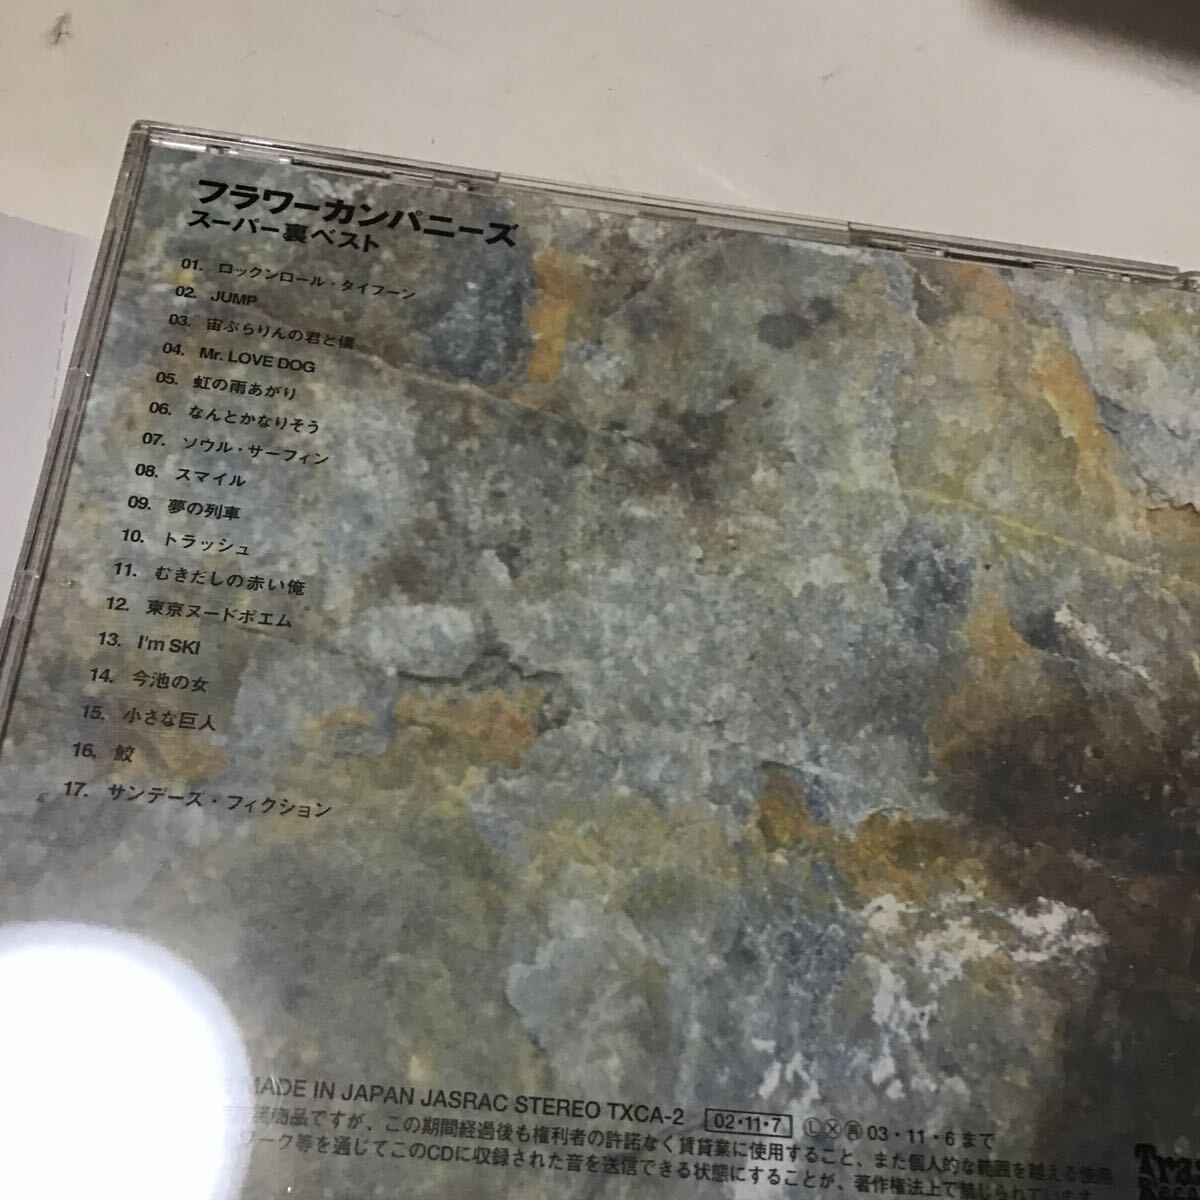 フラワーカンパニーズ
スーパー裏ベスト
01. ロックンロール・タイフーン
02. JUMP
03. 宙ぶらりんの君と僕
04. Mr. LOVE DOG
05. 虹の雨あがり
06. なんとかなりそう
07. ソウル・サーフィン
08. スマイル
09. 夢の列車
10. トラッシュ
11. むきだしの赤い俺
12. 東京ヌードポエム
13. I'm SKI
14. 今池の女
15. 小さな巨人
16. 鮫
17. サンデーズ・フィクション
MADE IN JAPAN JASRAC STEREO TXCA-2 02・11・7 Ⓛ Ⓧ 03・11・6まで
商品ですが、この期間経過後も権利者の許諾なく賃貸業に使用すること、また個人的な範囲を越える使用
ワーク等を通じてこのCDに収録された音を送信できる状態にすることが、著作権法上で禁じられ